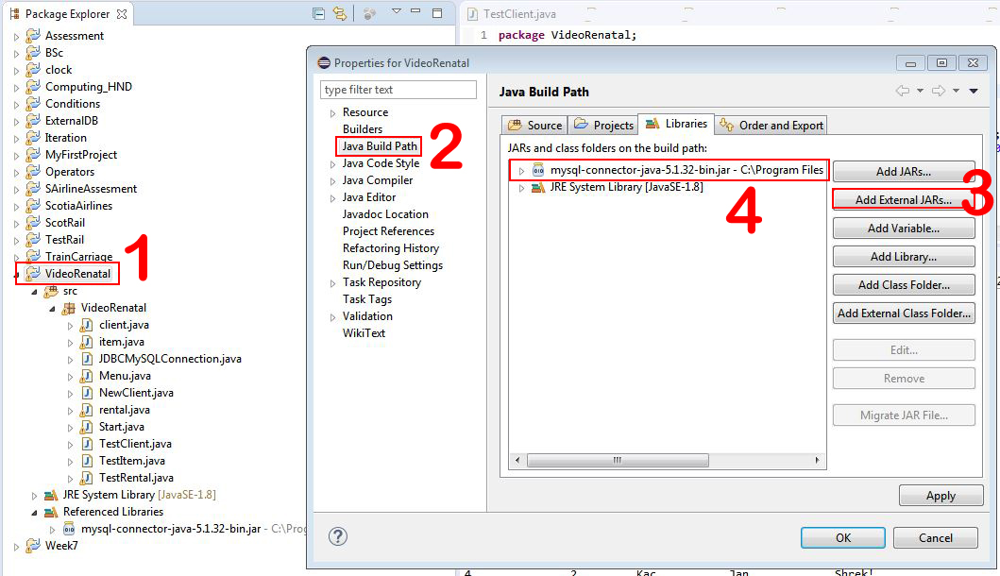 Package Explorer
Assessment
BSc
clock
Computing_HND
Conditions
ExternalDB
Iteration
MyFirstProject
Operators
SAirlineAssesment
ScotiaAirlines
ScotRail
TestRail
TrainCarriage
VideoRenatal
1
src
VideoRenatal
client.java
item.java
JDBCMySQLConnection.java
Menu.java
NewClient.java
rental.java
Start.java
TestClient.java
TestItem.java
TestRental.java
JRE System Library [JavaSE-1.8]
Referenced Libraries
mysql-connector-java-5.1.32-bin.jar - C:\Prog
Week7
TestClient.java
1 package VideoRenatal;
Properties for VideoRenatal
type filter text
Resource
Builders
Java Build Path
2
Java Code Style
Java Compiler
Java Editor
Javadoc Location
Project References
Refactoring History
Run/Debug Settings
Task Repository
Task Tags
Validation
WikiText
Java Build Path
Source Projects Libraries Order and Export
JARs and class folders on the build path:
mysql-connector-java-5.1.32-bin.jar - C:\Program Files
JRE System Library [JavaSE-1.8]
4
Add JARs...
Add External JARs...
3
Add Variable...
Add Library...
Add Class Folder...
Add External Class Folder...
Edit...
Remove
Migrate JAR File...
Apply
?
OK Cancel
4 2 Kac Jan Shrek!